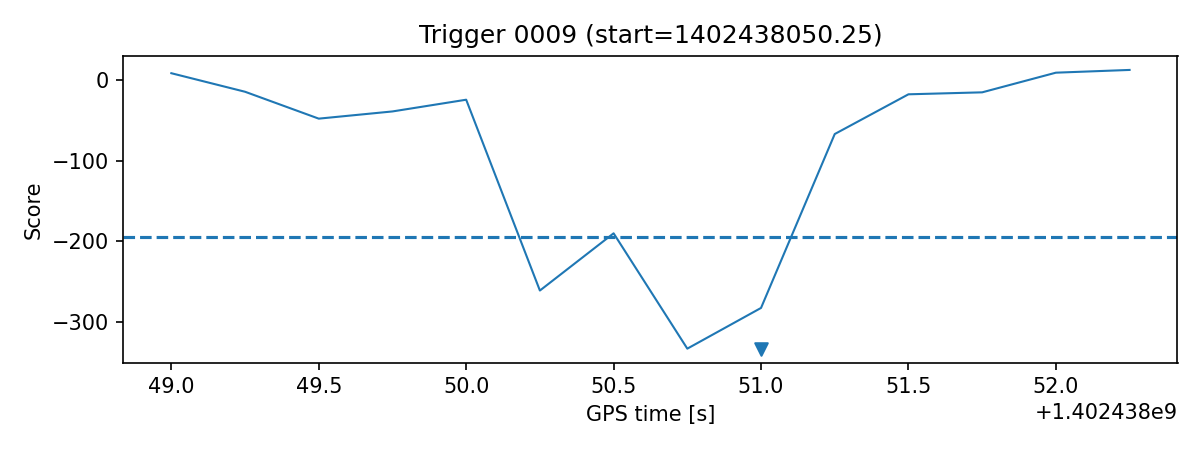 Trigger 0009 (start=1402438050.25)
0
−100
−200
−300
Score
49.0 49.5 50.0 50.5 51.0 51.5 52.0
GPS time [s]
+1.402438e9